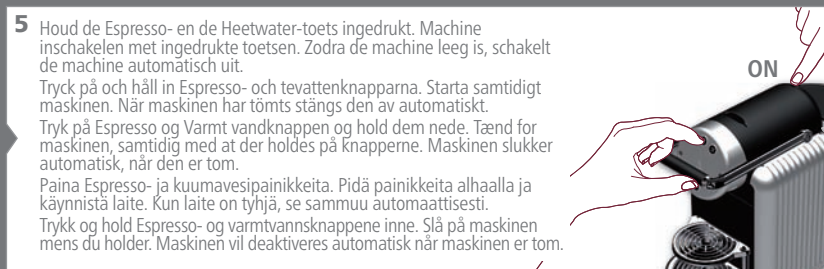 5 Houd de Espresso- en de Heetwater-toets ingedrukt. Machine
inschakelen met ingedrukte toetsen. Zodra de machine leeg is, schakelt
de machine automatisch uit.
Tryck på och håll in Espresso- och tevattenknapparna. Starta samtidigt
maskinen. När maskinen har tömts stängs den av automatiskt.
Tryk på Espresso og Varmt vandknappen og hold dem nede. Tænd for
maskinen, samtidig med at der holdes på knapperne. Maskinen slukker
automatisk, når den er tom.
Paina Espresso- ja kuumavesipainikkeita. Pidä painikkeita alhaalla ja
käynnistä laite. Kun laite on tyhjä, se sammuu automaattisesti.
Trykk og hold Espresso- og varmtvannsknappene inne. Slå på maskinen
mens du holder. Maskinen vil deaktiveres automatisk når maskinen er tom.
ON